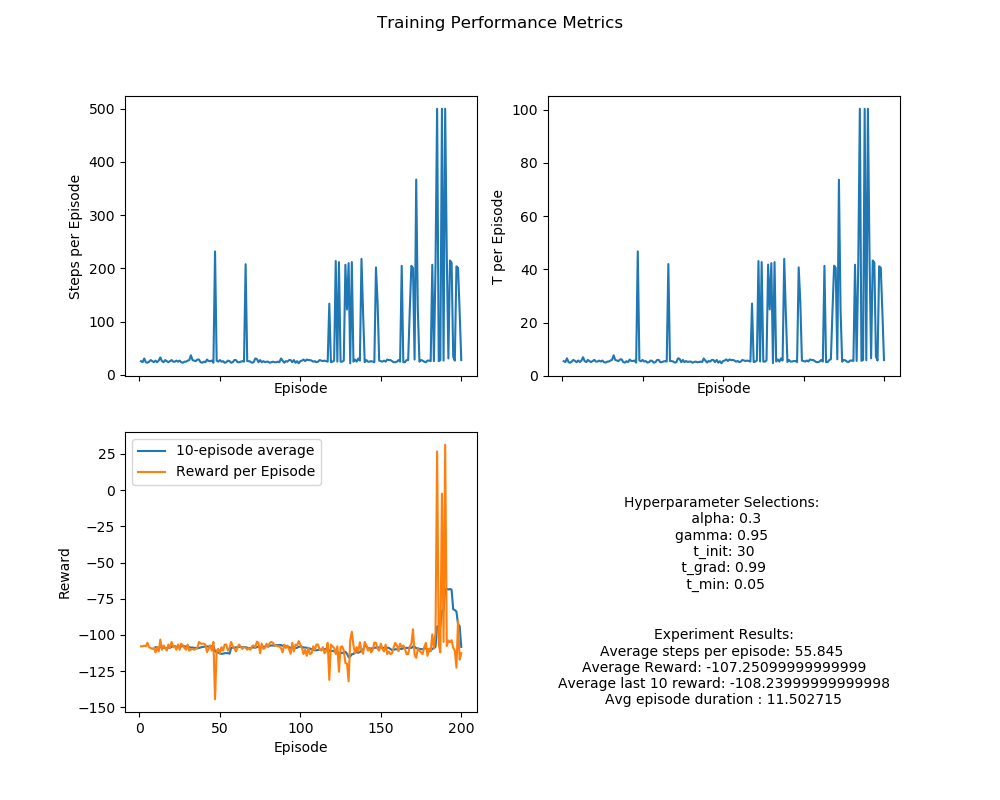 Training Performance Metrics
500
400
300
200
100
0
Steps per Episode
Episode
100
80
60
40
20
0
T per Episode
Episode
25
0
−25
−50
−75
−100
−125
−150
Reward
10-episode average
Reward per Episode
0 50 100 150 200
Episode
Hyperparameter Selections:
alpha: 0.3
gamma: 0.95
t_init: 30
t_grad: 0.99
t_min: 0.05
Experiment Results:
Average steps per episode: 55.845
Average Reward: -107.25099999999999
Average last 10 reward: -108.23999999999998
Avg episode duration : 11.502715